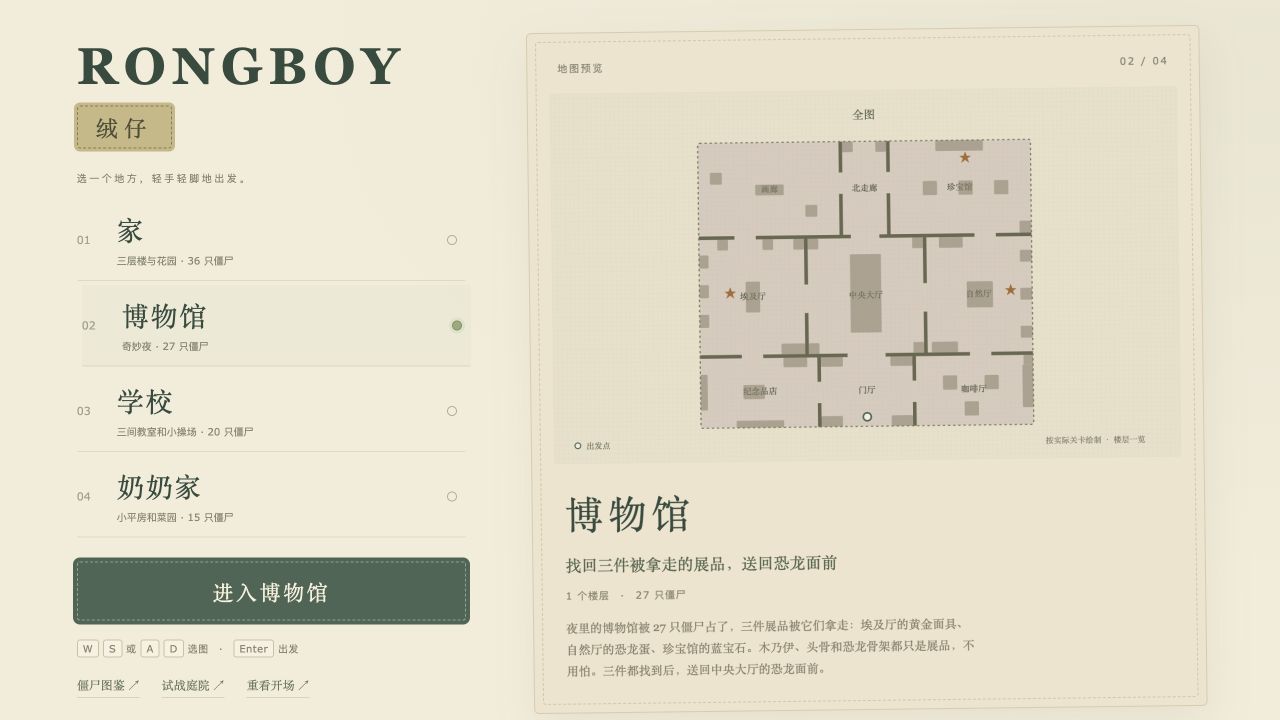 RONGBOY
绒仔
选一个地方，轻手轻脚地出发。
01 家
三层楼与花园 · 36 只僵尸
02 博物馆
奇妙夜 · 27 只僵尸
03 学校
三间教室和小操场 · 20 只僵尸
04 奶奶家
小平房和菜园 · 15 只僵尸
进入博物馆
W S 或 A D 选图 · Enter 出发
僵尸图鉴 ↗ 试战庭院 ↗ 重看开场 ↗
地图预览 02 / 04
全图
画廊 北走廊 珍宝馆
埃及厅 中央大厅 自然厅
纪念品店 门厅 咖啡厅
出发点 按实际关卡绘制 · 楼层一览
博物馆
找回三件被拿走的展品，送回恐龙面前
1 个楼层 · 27 只僵尸
夜里的博物馆被 27 只僵尸占了，三件展品被它们拿走：埃及厅的黄金面具、
自然厅的恐龙蛋、珍宝馆的蓝宝石。木乃伊、头骨和恐龙骨架都只是展品，不
用怕。三件都找到后，送回中央大厅的恐龙面前。